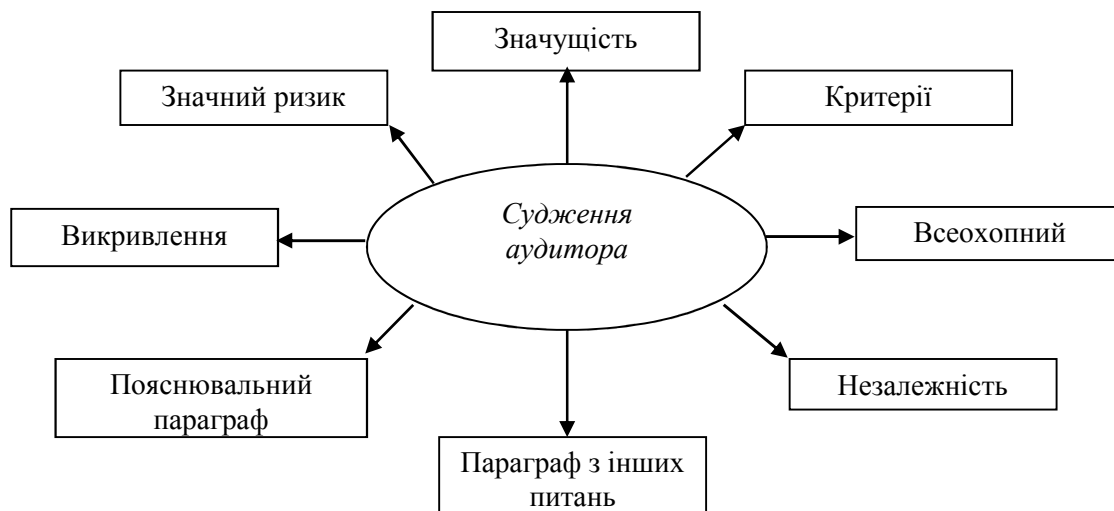 Значущість
Значний ризик
Критерії
Судження
аудитора
Викривлення
Всеохопний
Пояснювальний
параграф
Незалежність
Параграф з інших
питань